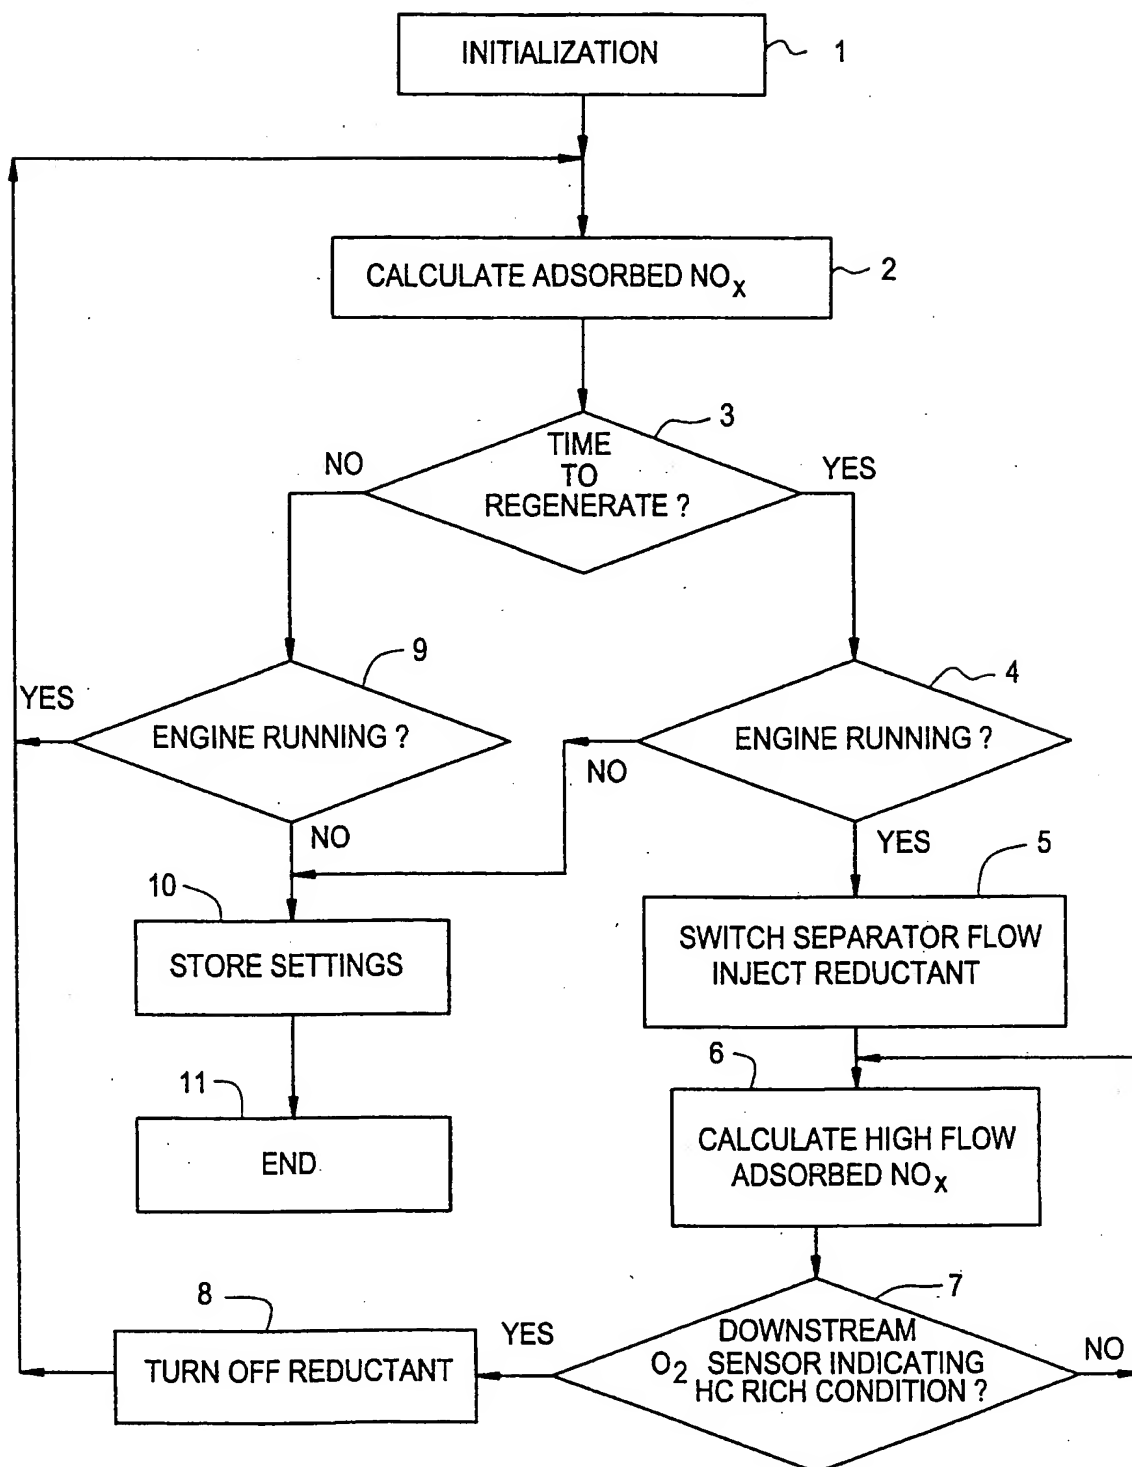 INITIALIZATION
1
CALCULATE ADSORBED NOx
2
3
TIME
TO
REGENERATE ?
NO
YES
9
4
YES
ENGINE RUNNING ?
ENGINE RUNNING ?
NO
NO
YES
5
10
STORE SETTINGS
SWITCH SEPARATOR FLOW
INJECT REDUCTANT
6
11
END
CALCULATE HIGH FLOW
ADSORBED NOx
7
8
TURN OFF REDUCTANT
YES
DOWNSTREAM
O2 SENSOR INDICATING
HC RICH CONDITION ?
NO